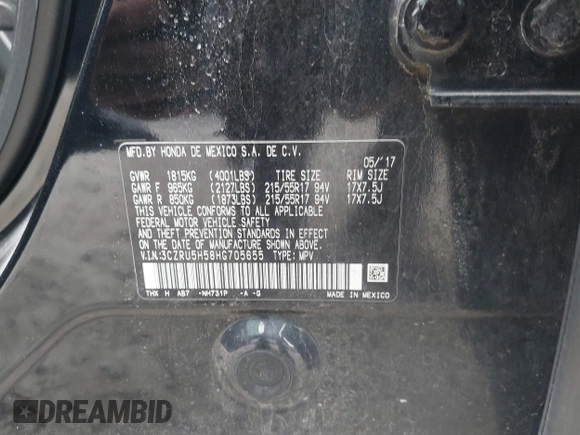 MFD.BY HONDA DE MEXICO S.A. DE C.V.
05/'17
GVWR 1815KG (4001LBS) TIRE SIZE RIM SIZE
GAWR F 965KG (2127LBS) 215/55R17 94V 17X7.5J
GAWR R 850KG (1873LBS) 215/55R17 94V 17X7.5J
THIS VEHICLE CONFORMS TO ALL APPLICABLE
FEDERAL MOTOR VEHICLE SAFETY
STANDARDS IN EFFECT ON THE DATE
OF MANUFACTURE SHOWN ABOVE.
V.I.N:3CZRU5H58HG705655 TYPE: MPV
THX H AB7 -NH731P -A -G MADE IN MEXICO
DREAMBID